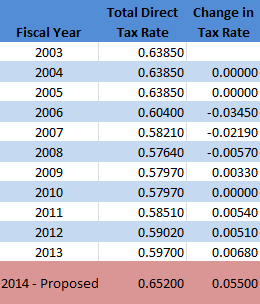 Total Direct Change in
Fiscal Year Tax Rate Tax Rate
2003 0.63850
2004 0.63850 0.00000
2005 0.63850 0.00000
2006 0.60400 -0.03450
2007 0.58210 -0.02190
2008 0.57640 -0.00570
2009 0.57970 0.00330
2010 0.57970 0.00000
2011 0.58510 0.00540
2012 0.59020 0.00510
2013 0.59700 0.00680
2014 - Proposed 0.65200 0.05500